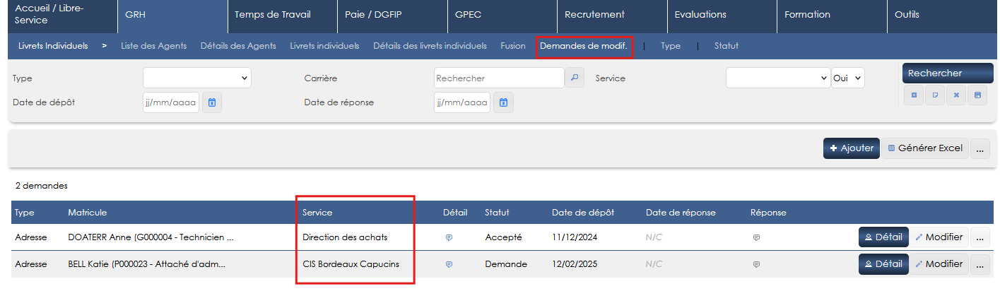 Accueil / Libre-Service GRH Temps de Travail Paie / DGFIP GPEC Recrutement Evaluations Formation Outils
Livrets Individuels > Liste des Agents Détails des Agents Livrets individuels Détails des livrets individuels Fusion Demandes de modif. | Type | Statut
Type Carrière Rechercher Service Oui Rechercher
Date de dépôt jj/mm/aaaa Date de réponse jj/mm/aaaa
+ Ajouter Générer Excel ...
2 demandes
Type Matricule Service Détail Statut Date de dépôt Date de réponse Réponse
Adresse DOATERR Anne (G000004 - Technicien ... Direction des achats Accepté 11/12/2024 N/C Détail Modifier ...
Adresse BELL Katie (P000023 - Attaché d'adm... CIS Bordeaux Capucins Demande 12/02/2025 N/C Détail Modifier ...